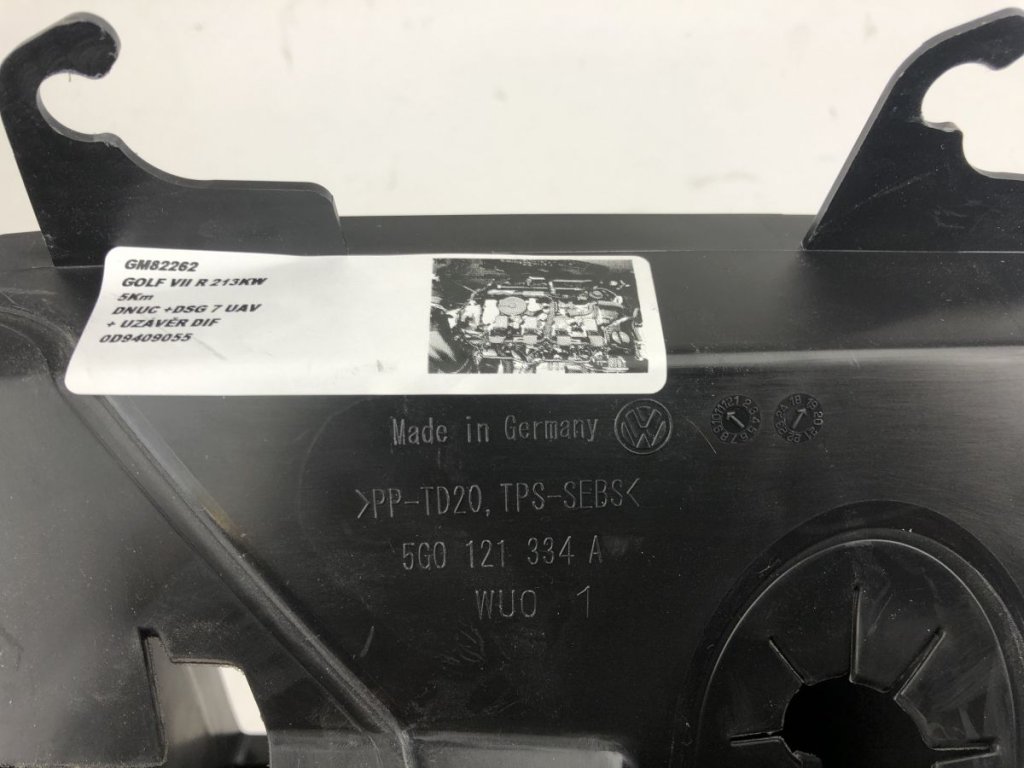 GM82262
GOLF VII R 213KW
5Km
DNUC +DSG 7 UAV
+ UZÁVĚR DIF
0D9409055
Made in Germany
>PP-TD20, TPS-SEBS<
5G0 121 334 A
WUO 1